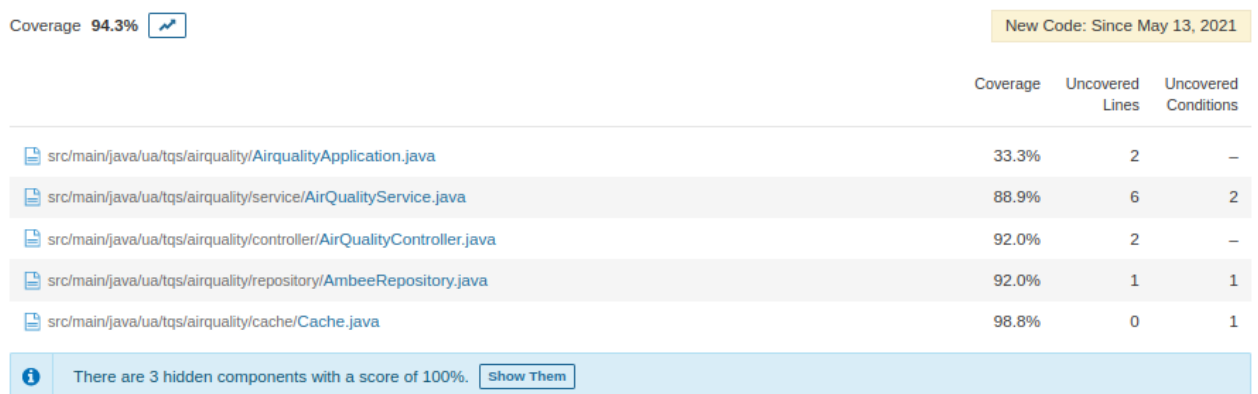 Coverage 94.3%
New Code: Since May 13, 2021
Coverage Uncovered Lines Uncovered Conditions
src/main/java/ua/tqs/airquality/AirqualityApplication.java 33.3% 2 –
src/main/java/ua/tqs/airquality/service/AirQualityService.java 88.9% 6 2
src/main/java/ua/tqs/airquality/controller/AirQualityController.java 92.0% 2 –
src/main/java/ua/tqs/airquality/repository/AmbeeRepository.java 92.0% 1 1
src/main/java/ua/tqs/airquality/cache/Cache.java 98.8% 0 1
There are 3 hidden components with a score of 100%. Show Them